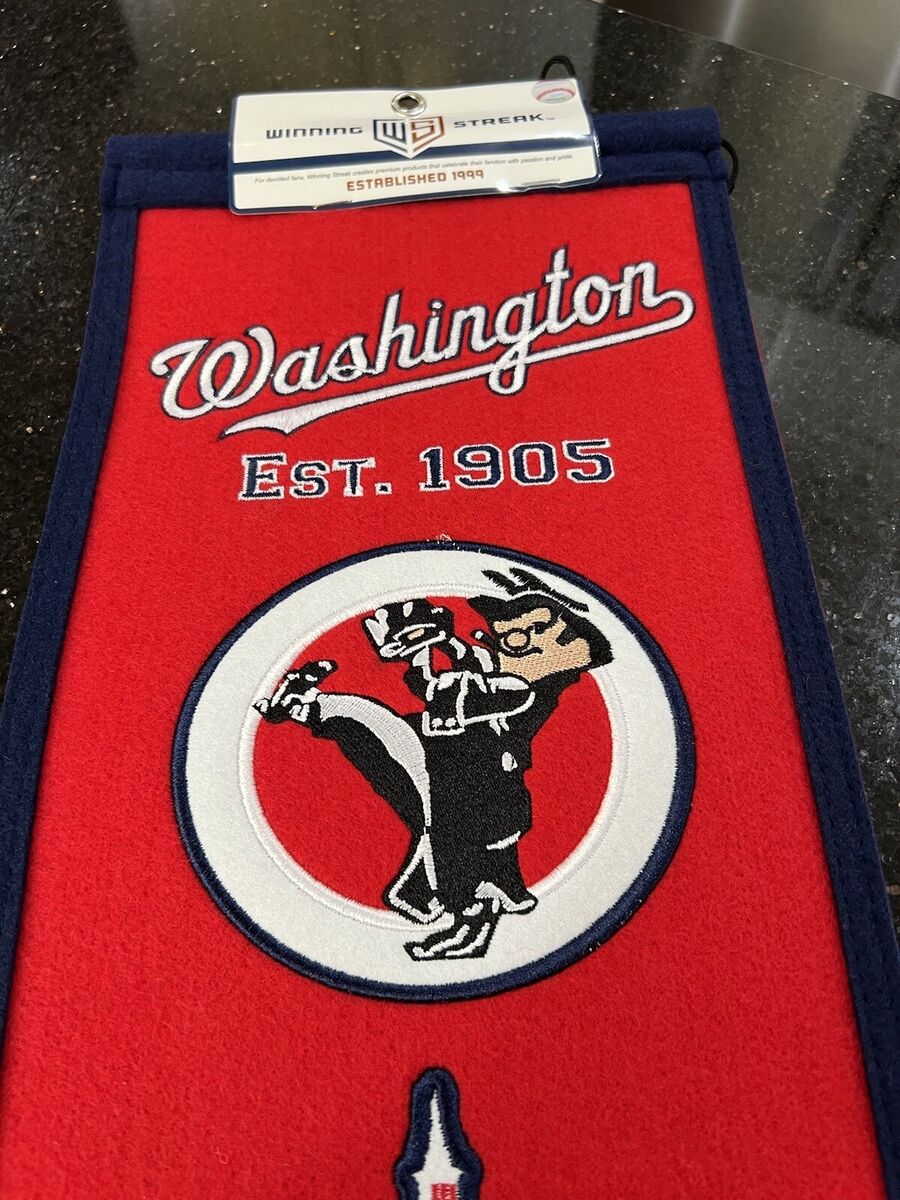 WINNING WS STREAK™
For devoted fans, Winning Streak creates premium products that celebrate their fandom with passion and pride.
ESTABLISHED 1999
Washington
EST. 1905